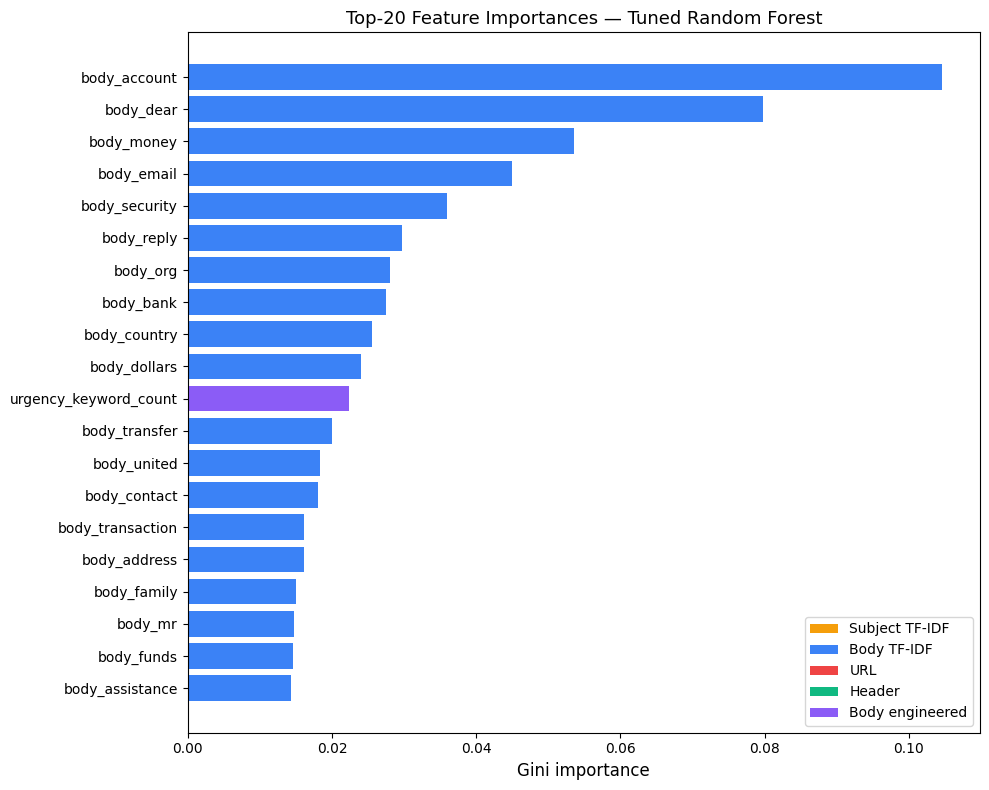 Top-20 Feature Importances — Tuned Random Forest
body_account
body_dear
body_money
body_email
body_security
body_reply
body_org
body_bank
body_country
body_dollars
urgency_keyword_count
body_transfer
body_united
body_contact
body_transaction
body_address
body_family
body_mr
body_funds
body_assistance
Subject TF-IDF
Body TF-IDF
URL
Header
Body engineered
0.00 0.02 0.04 0.06 0.08 0.10
Gini importance